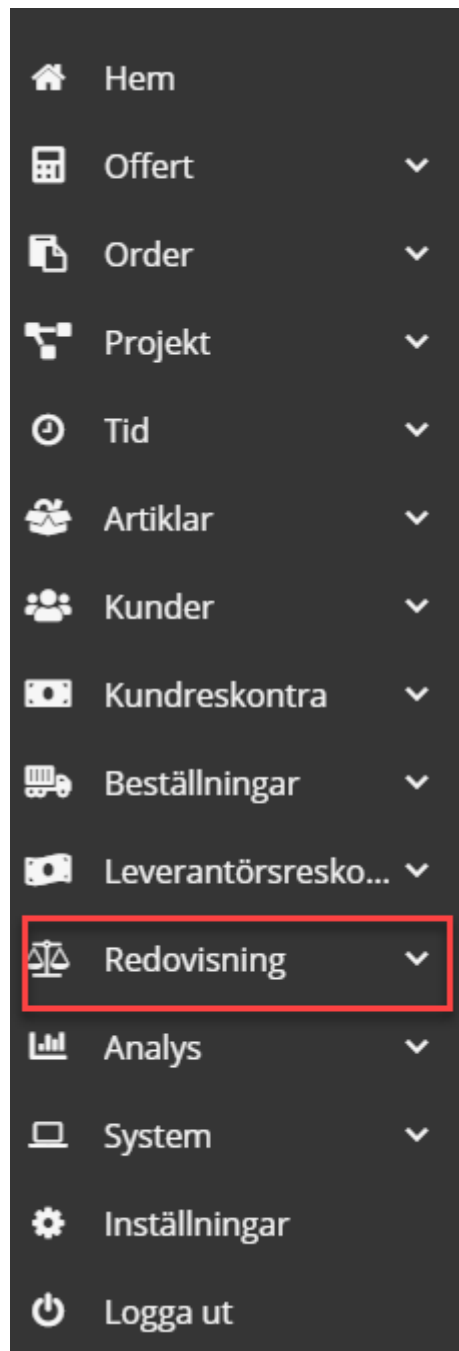 Hem
Offert
Order
Projekt
Tid
Artiklar
Kunder
Kundreskontra
Beställningar
Leverantörsresko...
Redovisning
Analys
System
Inställningar
Logga ut